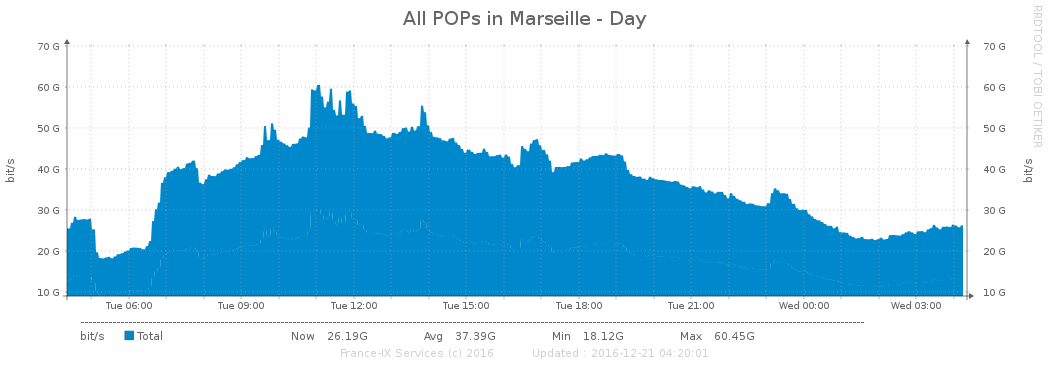 All POPs in Marseille - Day
RRDTOOL / TOBI OETIKER
bit/s
70 G
60 G
50 G
40 G
30 G
20 G
10 G
70 G
60 G
50 G
40 G
30 G
20 G
10 G
bit/s
Tue 06:00 Tue 09:00 Tue 12:00 Tue 15:00 Tue 18:00 Tue 21:00 Wed 00:00 Wed 03:00
bit/s Total Now 26.19G Avg 37.39G Min 18.12G Max 60.45G
France-IX Services (c) 2016 Updated : 2016-12-21 04:20:01